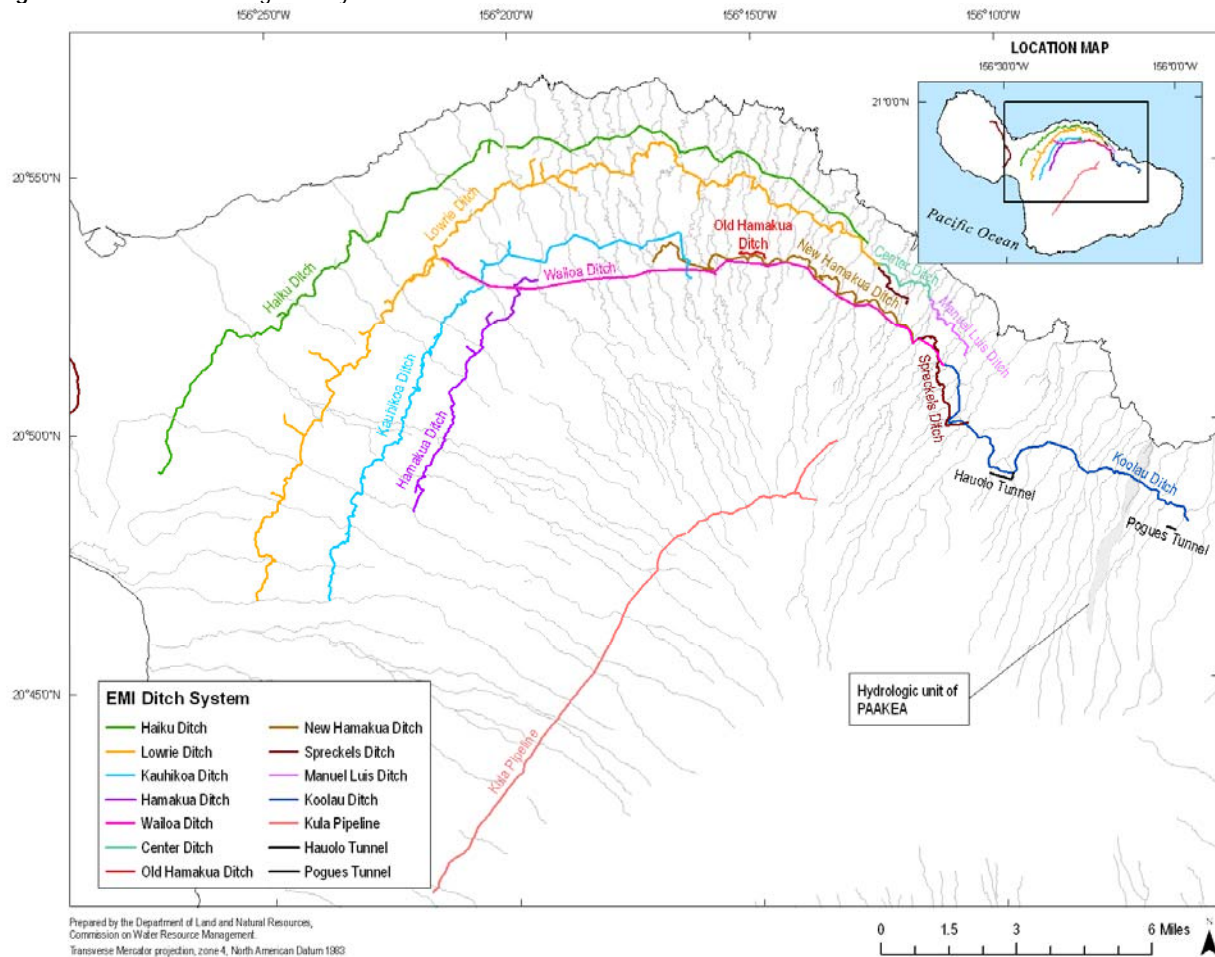 156°25'0"W
156°20'0"W
156°15'0"W
156°10'0"W
LOCATION MAP
156°30'0"W
156°0'0"W
21°0'0"N
Pacific Ocean
20°55'0"N
20°50'0"N
20°45'0"N
Haiku Ditch
Lowrie Ditch
Kauhikoa Ditch
Hamakua Ditch
Wailoa Ditch
Old Hamakua
Ditch
New Hamakua Ditch
Center Ditch
Manuel Luis Ditch
Spreckels Ditch
Koolau Ditch
Hauolo Tunnel
Pogues Tunnel
Kula Pipeline
Hydrologic unit of
PAAKEA
EMI Ditch System
Haiku Ditch
Lowrie Ditch
Kauhikoa Ditch
Hamakua Ditch
Wailoa Ditch
Center Ditch
Old Hamakua Ditch
New Hamakua Ditch
Spreckels Ditch
Manuel Luis Ditch
Koolau Ditch
Kula Pipeline
Hauolo Tunnel
Pogues Tunnel
Prepared by the Department of Land and Natural Resources,
Commission on Water Resource Management.
Transverse Mercator projection, zone 4, North American Datum 1983
0 1.5 3 6 Miles
N